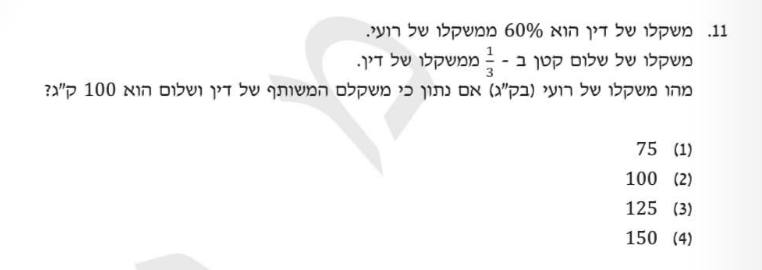 11. משקלו של דין הוא 60% ממשקלו של רועי.
משקלו של שלום קטן ב - 1/3 ממשקלו של דין.
מהו משקלו של רועי (בק"ג) אם נתון כי משקלם המשותף של דין ושלום הוא 100 ק"ג?
(1) 75
(2) 100
(3) 125
(4) 150